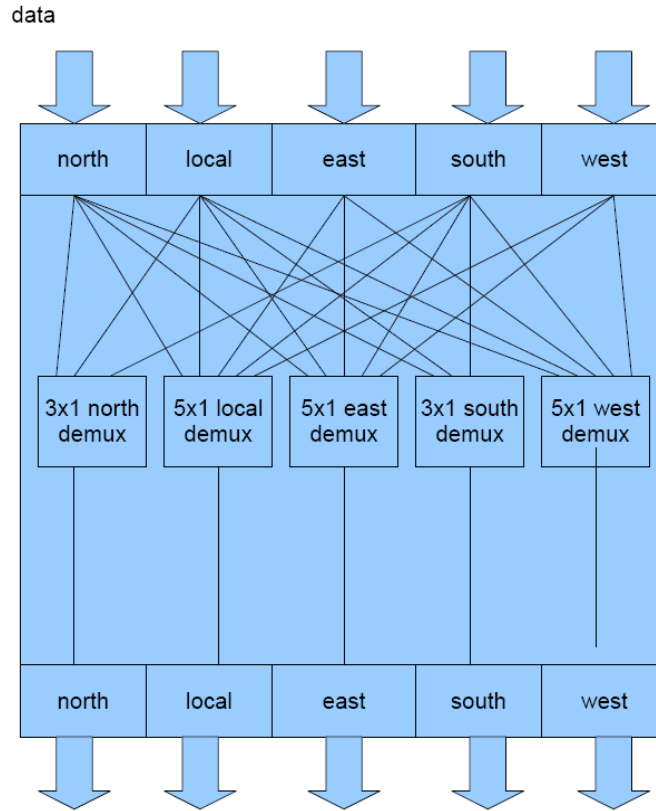 data
north local east south west
3x1 north 5x1 local 5x1 east 3x1 south 5x1 west
demux demux demux demux demux
north local east south west